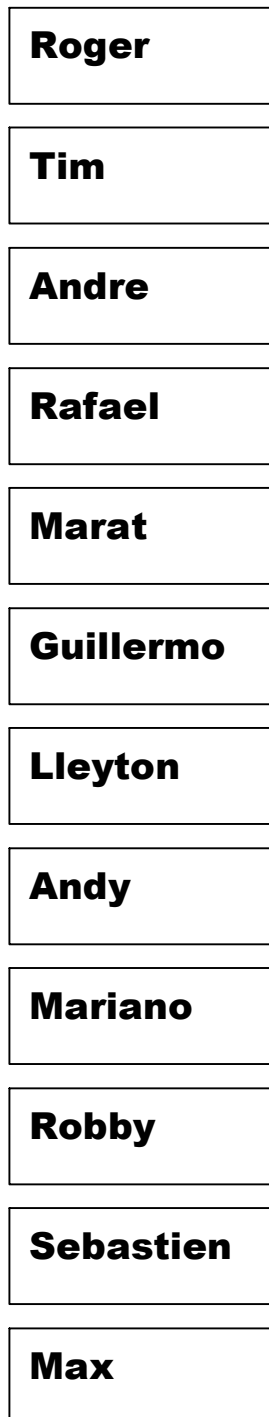 Roger
Tim
Andre
Rafael
Marat
Guillermo
Lleyton
Andy
Mariano
Robby
Sebastien
Max